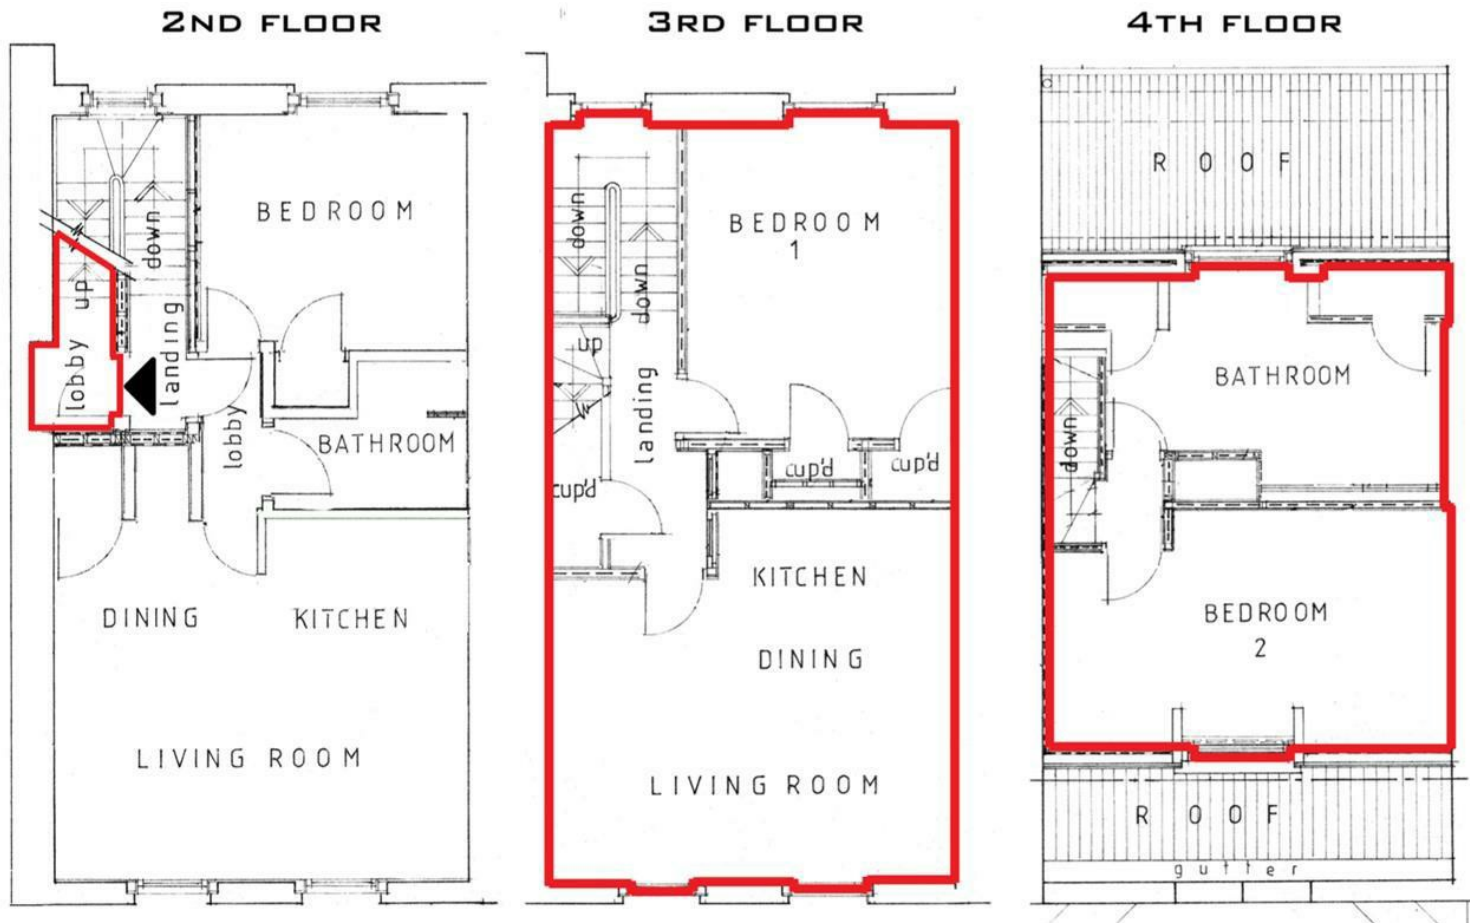 2ND FLOOR
3RD FLOOR
4TH FLOOR
BEDROOM
down
up
lobby
landing
lobby
BATHROOM
DINING
KITCHEN
LIVING ROOM
down
BEDROOM
1
down
up
landing
cup'd
cup'd
cup'd
KITCHEN
DINING
LIVING ROOM
ROOF
BATHROOM
down
BEDROOM
2
ROOF
gutter